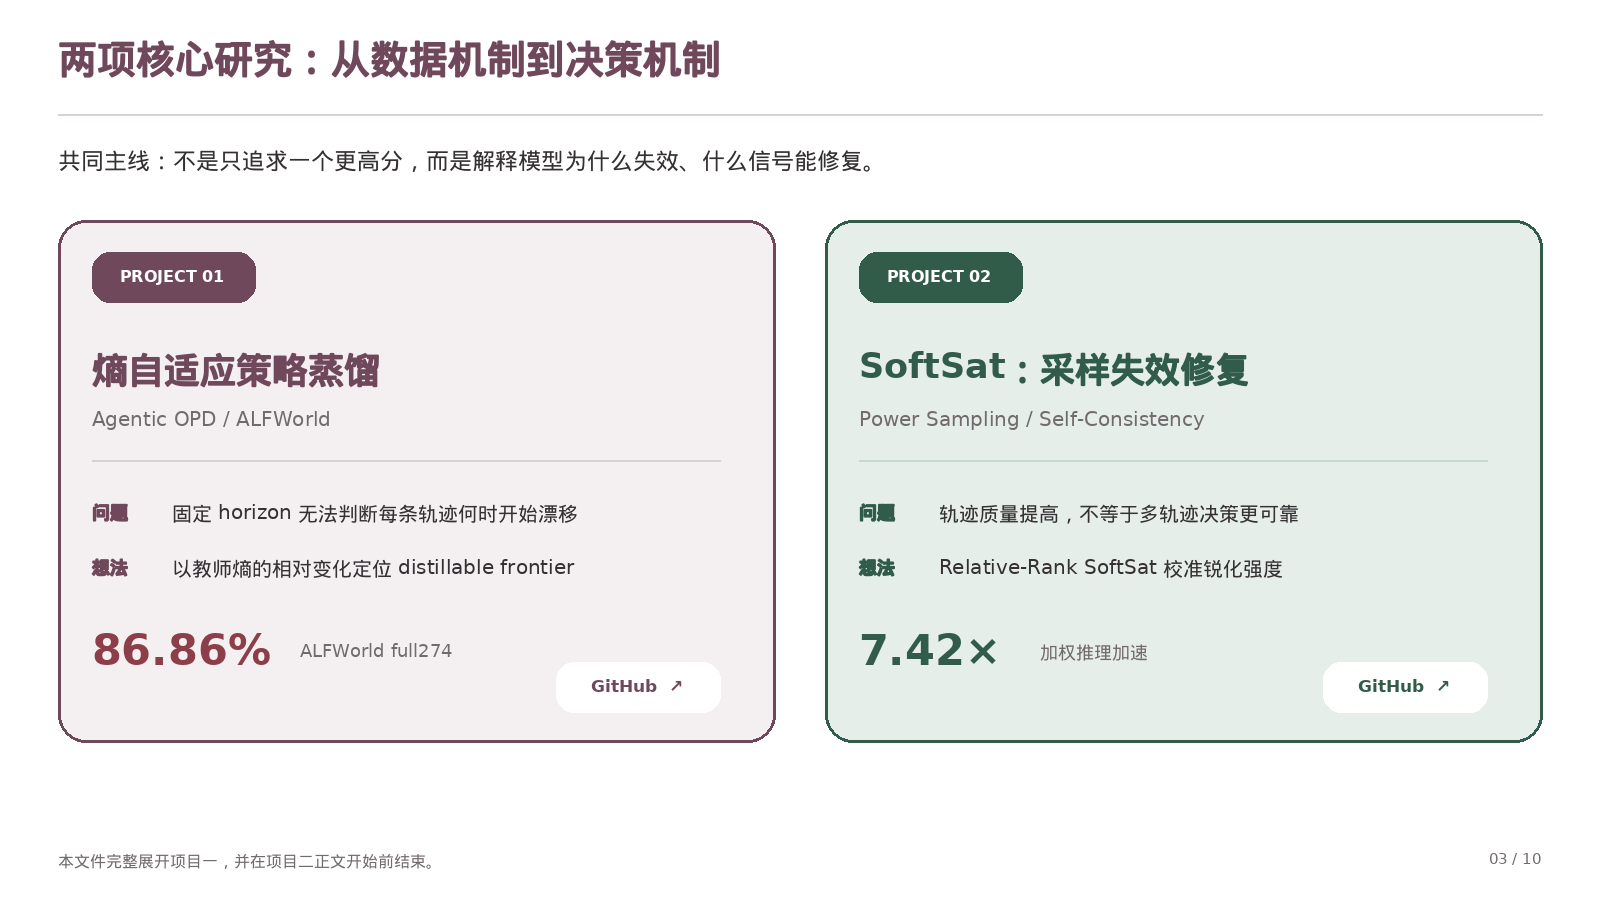 两项核心研究：从数据机制到决策机制
共同主线：不是只追求一个更高分，而是解释模型为什么失效、什么信号能修复。
PROJECT 01
熵自适应策略蒸馏
Agentic OPD / ALFWorld
问题 固定 horizon 无法判断每条轨迹何时开始漂移
想法 以教师熵的相对变化定位 distillable frontier
86.86% ALFWorld full274
GitHub ↗
PROJECT 02
SoftSat：采样失效修复
Power Sampling / Self-Consistency
问题 轨迹质量提高，不等于多轨迹决策更可靠
想法 Relative-Rank SoftSat 校准锐化强度
7.42× 加权推理加速
GitHub ↗
本文件完整展开项目一，并在项目二正文开始前结束。
03 / 10